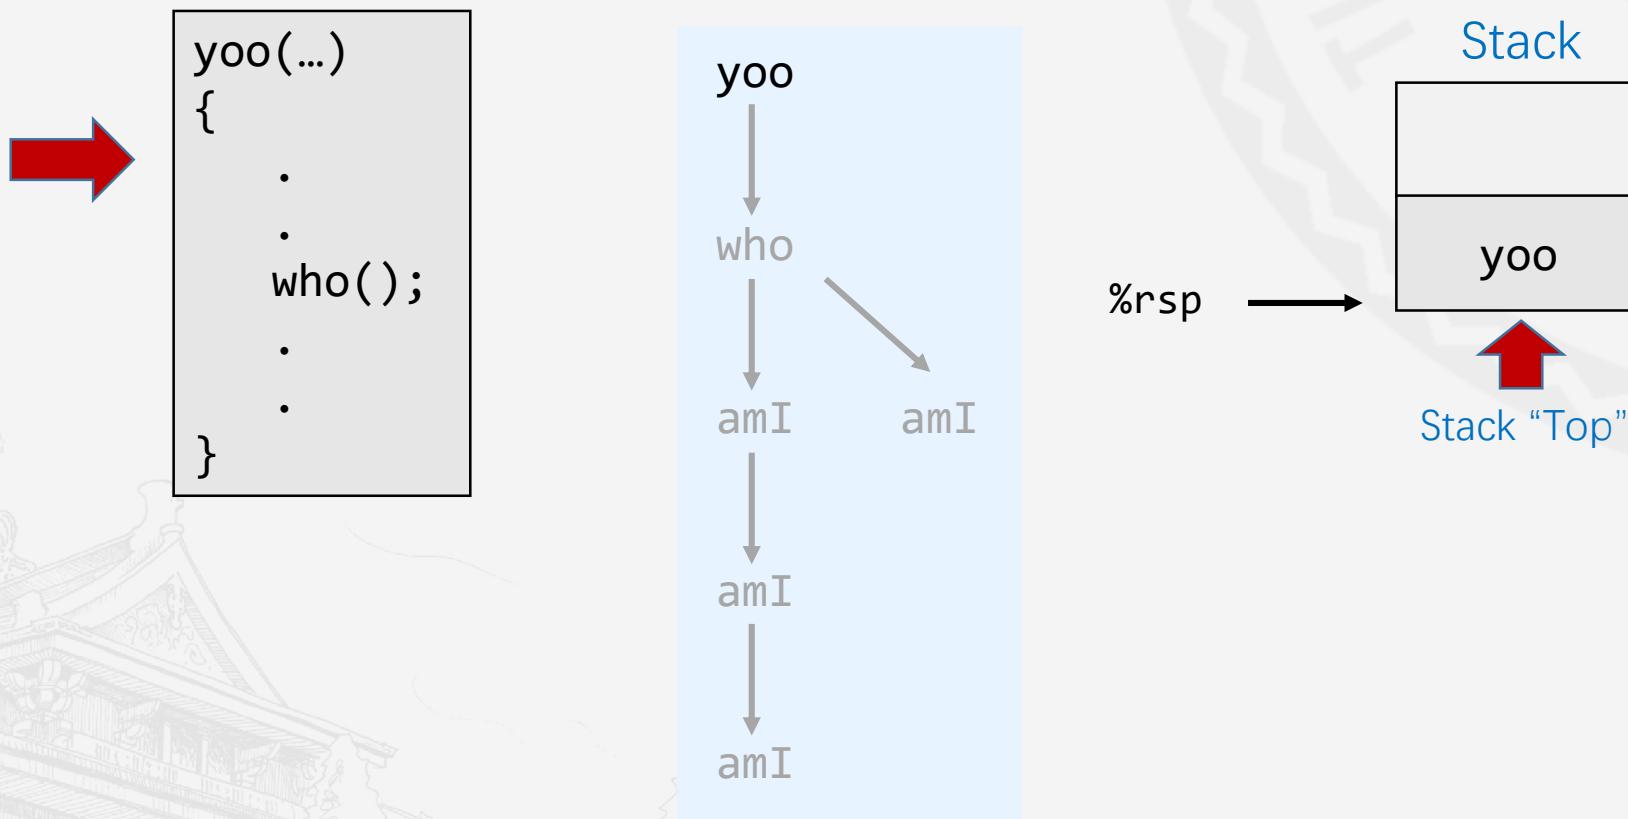 yoo(…)
{
.
.
who();
.
.
}
yoo
who
amI
amI
amI
amI
Stack
yoo
%rsp
Stack “Top”